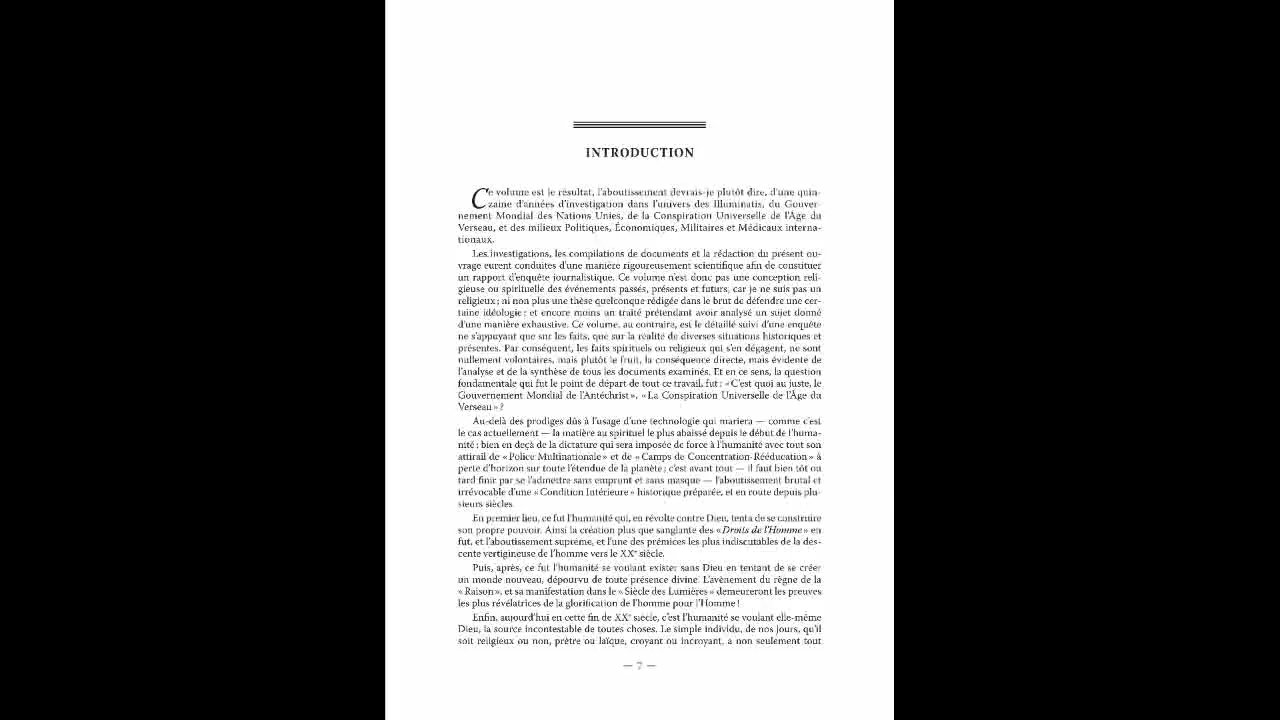 INTRODUCTION
Ce volume est le résultat, l'aboutissement devrais-je plutôt dire, d'une quin-
zaine d'années d'investigation dans l'univers des Illuminatis, du Gouver-
nement Mondial des Nations Unies, de la Conspiration Universelle de l'Âge du
Verseau, et des milieux Politiques, Économiques, Militaires et Médicaux interna-
tionaux.
Les investigations, les compilations de documents et la rédaction du présent ou-
vrage eurent conduites d'une manière rigoureusement scientifique afin de constituer
un rapport d'enquête journalistique. Ce volume n'est donc pas une conception reli-
gieuse ou spirituelle des événements passés, présents et futurs, car je ne suis pas un
religieux ; ni non plus une thèse quelconque rédigée dans le brut de défendre une cer-
taine idéologie ; et encore moins un traité prétendant avoir analysé un sujet donné
d'une manière exhaustive. Ce volume, au contraire, est le détaillé suivi d'une enquête
ne s'appuyant que sur les faits, que sur la réalité de diverses situations historiques et
présentes. Par conséquent, les faits spirituels ou religieux qui s'en dégagent, ne sont
nullement volontaires, mais plutôt le fruit, la conséquence directe, mais évidente de
l'analyse et de la synthèse de tous les documents examinés. Et en ce sens, la question
fondamentale qui fut le point de départ de tout ce travail, fut : « C'est quoi au juste, le
Gouvernement Mondial de l'Antéchrist », « La Conspiration Universelle de l'Âge du
Verseau » ?
Au-delà des prodiges dûs à l'usage d'une technologie qui mariera — comme c'est
le cas actuellement — la matière au spirituel le plus abaissé depuis le début de l'huma-
nité ; bien en deçà de la dictature qui sera imposée de force à l'humanité avec tout son
attirail de « Police Multinationale » et de « Camps de Concentration-Rééducation » à
perte d'horizon sur toute l'étendue de la planète ; c'est avant tout — il faut bien tôt ou
tard finir par se l'admettre sans emprunt et sans masque — l'aboutissement brutal et
irrévocable d'une « Condition Intérieure » historique préparée, et en route depuis plu-
sieurs siècles
En premier lieu, ce fut l'humanité qui, en révolte contre Dieu, tenta de se construire
son propre pouvoir. Ainsi la création plus que sanglante des « Droits de l'Homme » en
fut, et l'aboutissement suprême, et l'une des prémices les plus indiscutables de la des-
cente vertigineuse de l'homme vers le XXe siècle.
Puis, après, ce fut l'humanité se voulant exister sans Dieu en tentant de se créer
un monde nouveau, dépourvu de toute présence divine. L'avènement du règne de la
« Raison », et sa manifestation dans le « Siècle des Lumières » demeureront les preuves
les plus révélatrices de la glorification de l'homme pour l'Homme !
Enfin, aujourd'hui en cette fin de XXe siècle, c'est l'humanité se voulant elle-même
Dieu, la source incontestable de toutes choses. Le simple individu, de nos jours, qu'il
soit religieux ou non, prêtre ou laïque, croyant ou incroyant, a non seulement tout
— 7 —